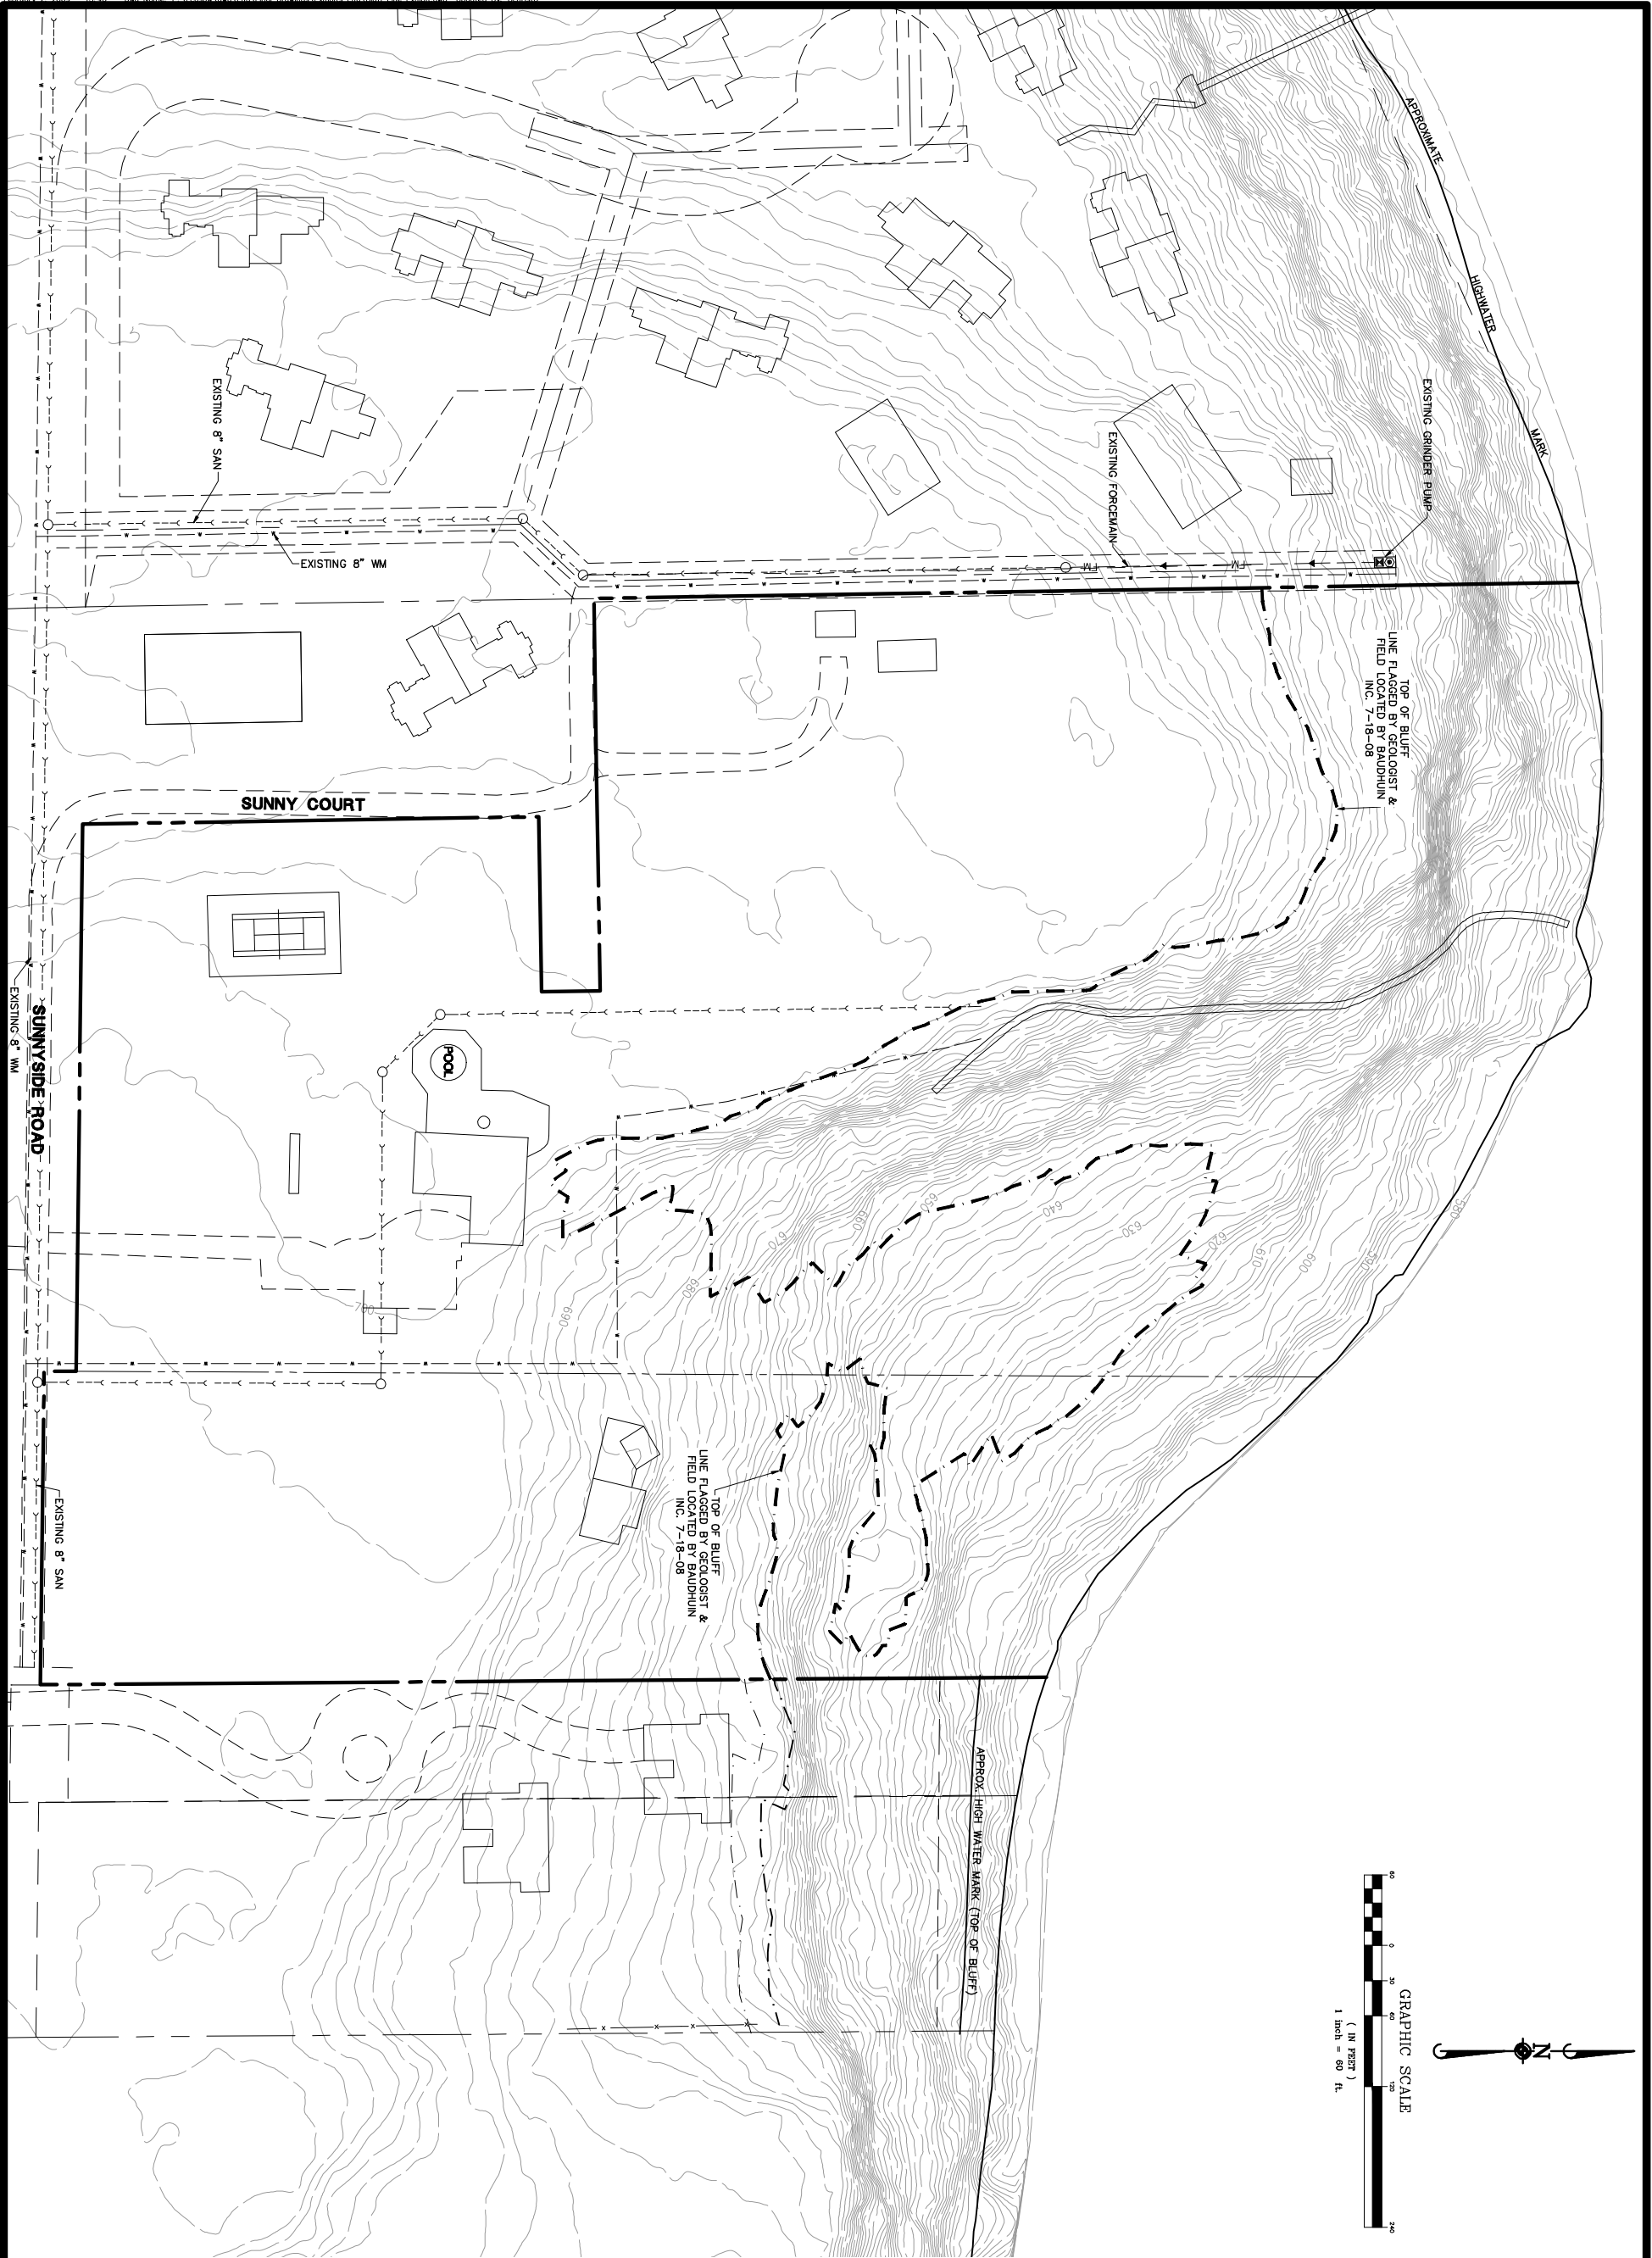 APPROXIMATE
HIGHWATER
MARK
EXISTING GRINDER PUMP
EXISTING FORCEMAIN
FM
FM
EXISTING 8" SAN
EXISTING 8" WM
TOP OF BLUFF
LINE FLAGGED BY GEOLOGIST &
FIELD LOCATED BY BAUDHUIN
INC. 7-18-08
SUNNY COURT
POOL
SUNNYSIDE ROAD
EXISTING 8" WM
580
590
600
610
620
630
640
650
660
670
680
690
700
TOP OF BLUFF
LINE FLAGGED BY GEOLOGIST &
FIELD LOCATED BY BAUDHUIN
INC. 7-18-08
EXISTING 8" SAN
APPROX. HIGH WATER MARK (TOP OF BLUFF)
N
GRAPHIC SCALE
60 0 30 60 120 240
( IN FEET )
1 inch = 60 ft.